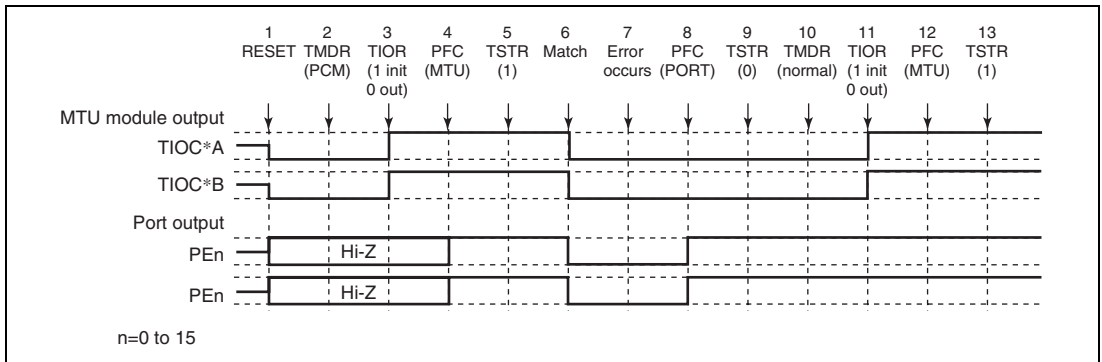 1 2 3 4 5 6 7 8 9 10 11 12 13
RESET TMDR TIOR PFC TSTR Match Error PFC TSTR TMDR TIOR PFC TSTR
(PCM) (1 init (MTU) (1) occurs (PORT) (0) (normal) (1 init (MTU) (1)
0 out) 0 out)
MTU module output
TIOC*A
TIOC*B
Port output
PEn Hi-Z
PEn Hi-Z
n=0 to 15